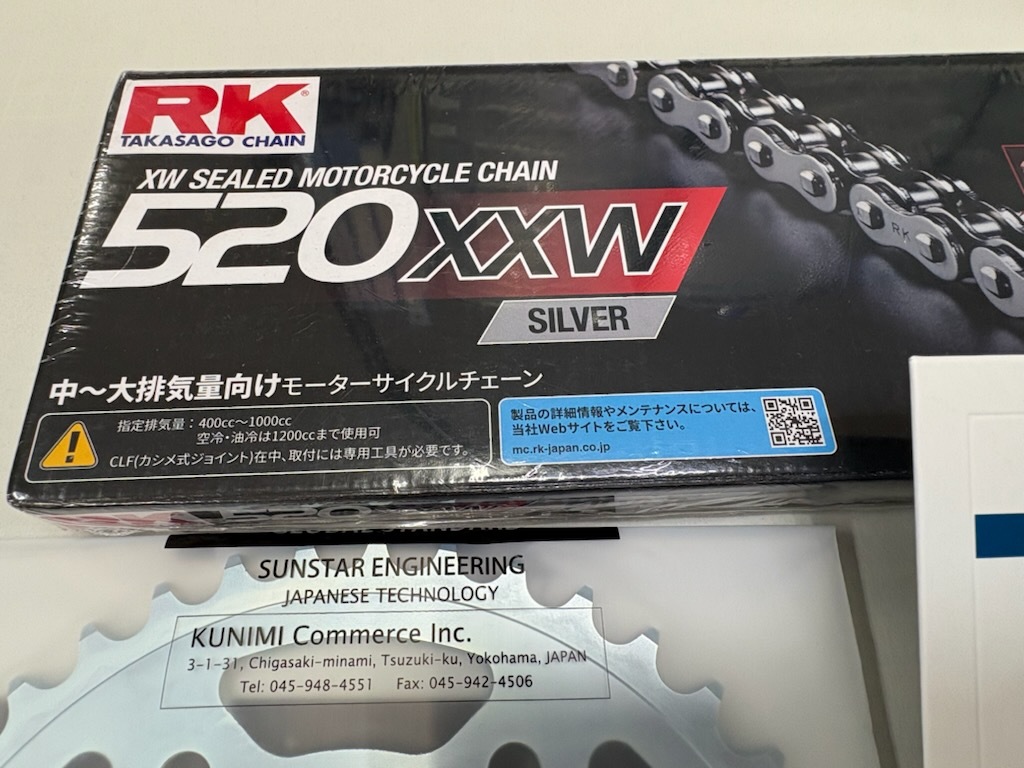 RK®
TAKASAGO CHAIN
XW SEALED MOTORCYCLE CHAIN
520XXW
SILVER
RK
中〜大排気量向けモーターサイクルチェーン
指定排気量：400cc〜1000cc
空冷・油冷は1200ccまで使用可
CLF(カシメ式ジョイント)在中、取付には専用工具が必要です。
製品の詳細情報やメンテナンスについては、
当社Webサイトをご覧下さい。
mc.rk-japan.co.jp
RK 520
SUNSTAR ENGINEERING
JAPANESE TECHNOLOGY
KUNIMI Commerce Inc.
3-1-31, Chigasaki-minami, Tsuzuki-ku, Yokohama, JAPAN
Tel: 045-948-4551 Fax: 045-942-4506